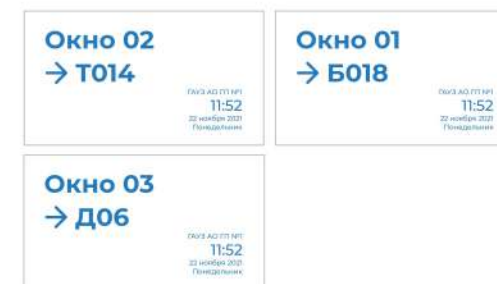 Окно 02
→ Т014
ГАУЗ АО ГП №1
11:52
22 ноября 2021
Понедельник
Окно 01
→ Б018
ГАУЗ АО ГП №1
11:52
22 ноября 2021
Понедельник
Окно 03
→ Д06
ГАУЗ АО ГП №1
11:52
22 ноября 2021
Понедельник